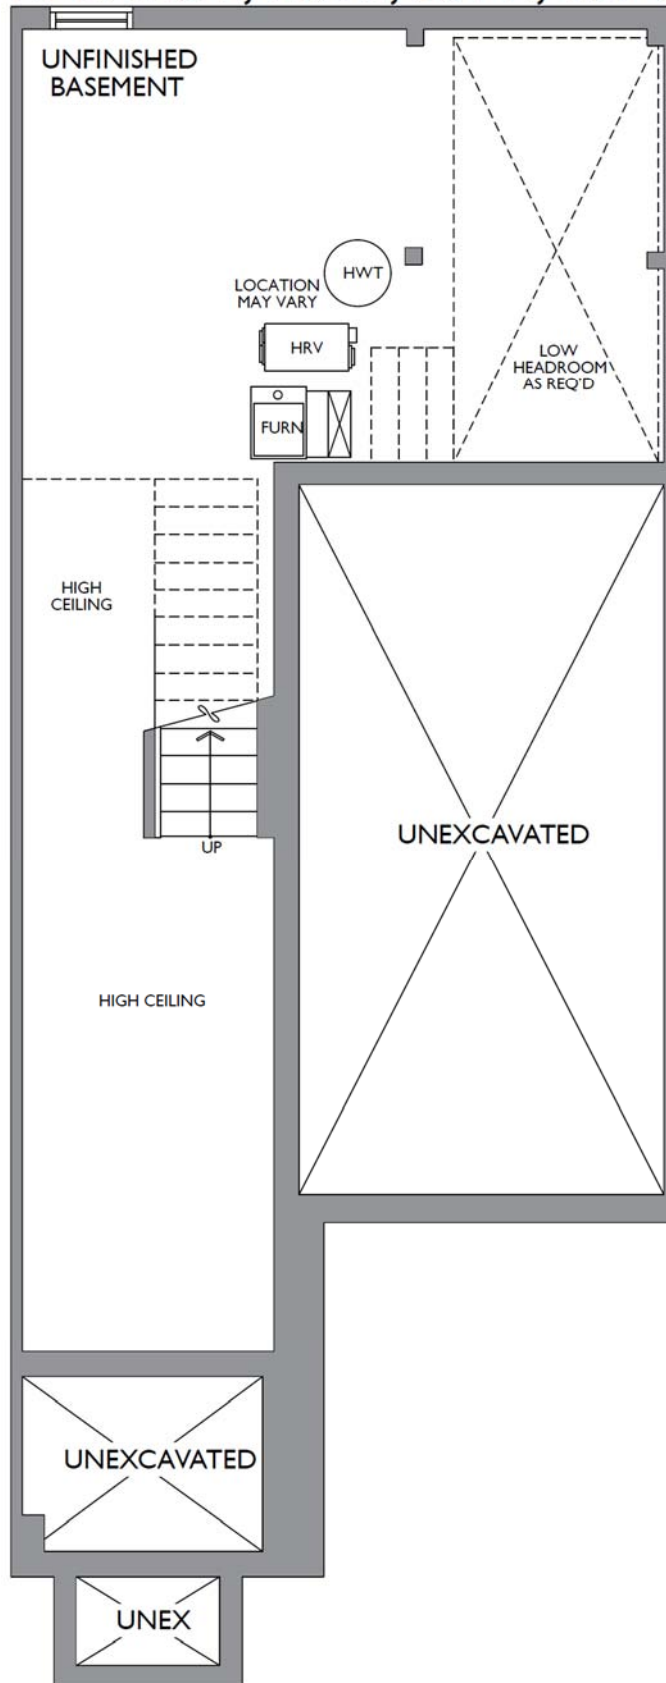 UNFINISHED
BASEMENT
HWT
LOCATION
MAY VARY
HRV
LOW
HEADROOM
AS REQ'D
FURN
HIGH
CEILING
UP
UNEXCAVATED
HIGH CEILING
UNEXCAVATED
UNEX